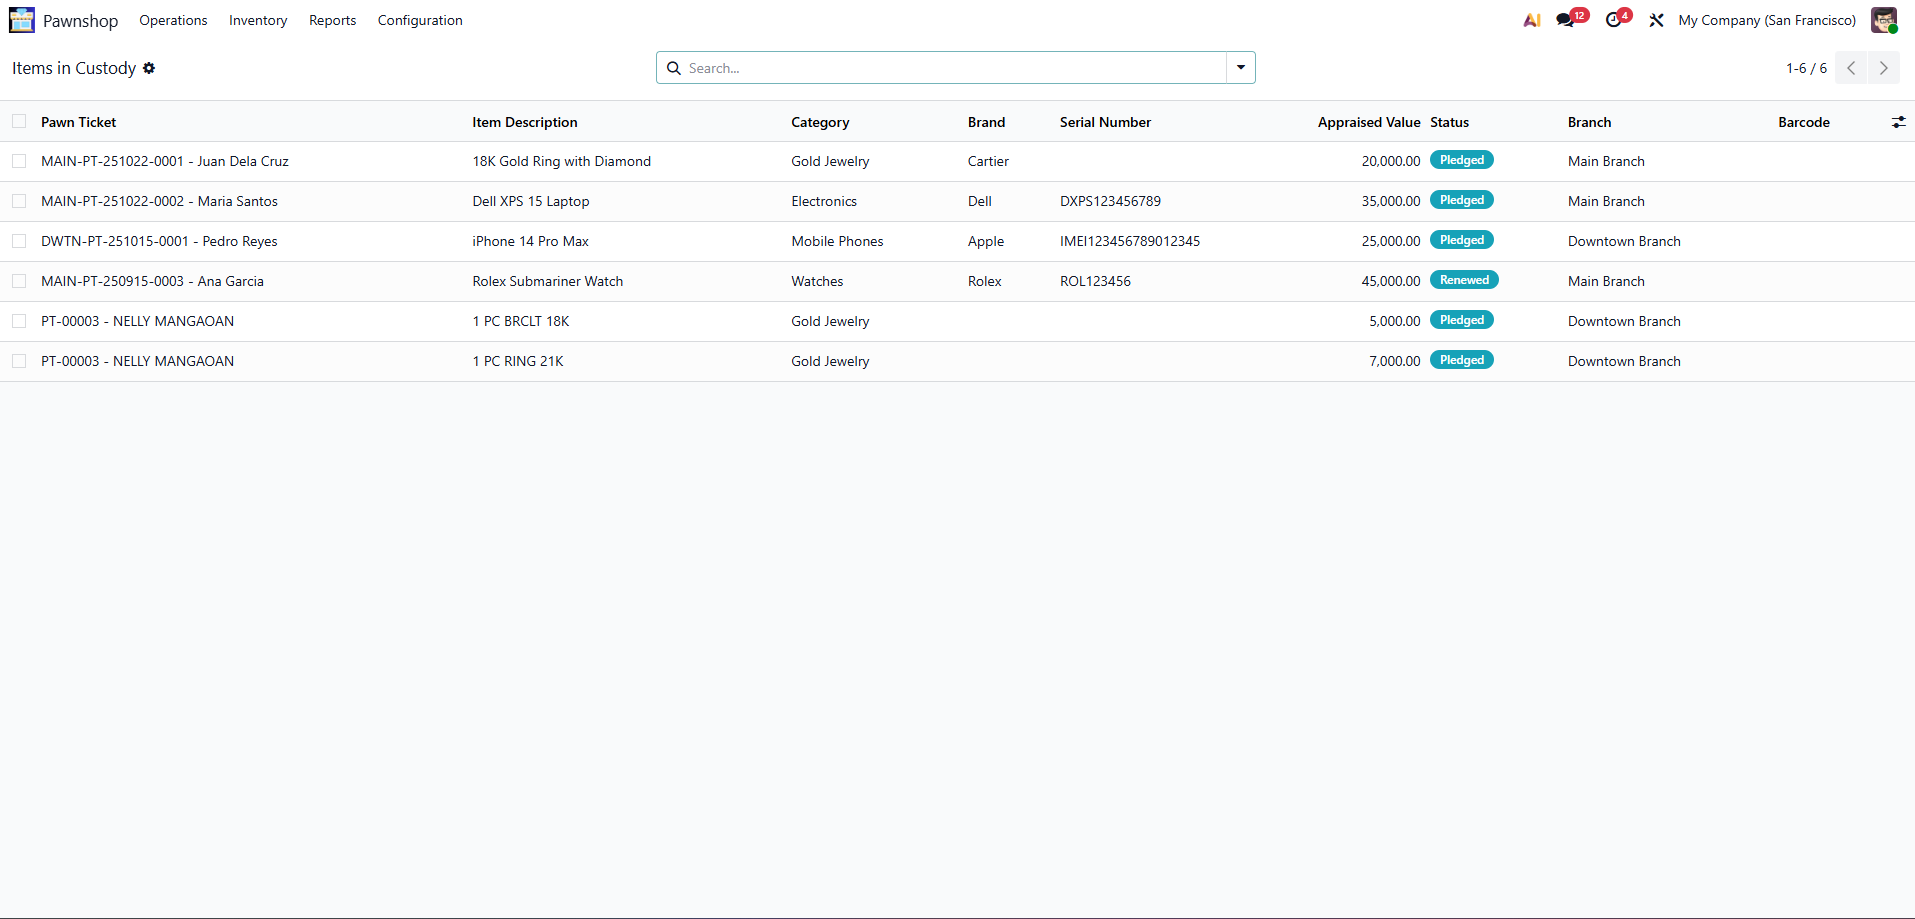 Pawnshop Operations Inventory Reports Configuration AI 12 4 My Company (San Francisco)
Items in Custody Search... 1-6 / 6
Pawn Ticket Item Description Category Brand Serial Number Appraised Value Status Branch Barcode
MAIN-PT-251022-0001 - Juan Dela Cruz 18K Gold Ring with Diamond Gold Jewelry Cartier 20,000.00 Pledged Main Branch
MAIN-PT-251022-0002 - Maria Santos Dell XPS 15 Laptop Electronics Dell DXPS123456789 35,000.00 Pledged Main Branch
DWTN-PT-251015-0001 - Pedro Reyes iPhone 14 Pro Max Mobile Phones Apple IMEI123456789012345 25,000.00 Pledged Downtown Branch
MAIN-PT-250915-0003 - Ana Garcia Rolex Submariner Watch Watches Rolex ROL123456 45,000.00 Renewed Main Branch
PT-00003 - NELLY MANGAOAN 1 PC BRCLT 18K Gold Jewelry 5,000.00 Pledged Downtown Branch
PT-00003 - NELLY MANGAOAN 1 PC RING 21K Gold Jewelry 7,000.00 Pledged Downtown Branch